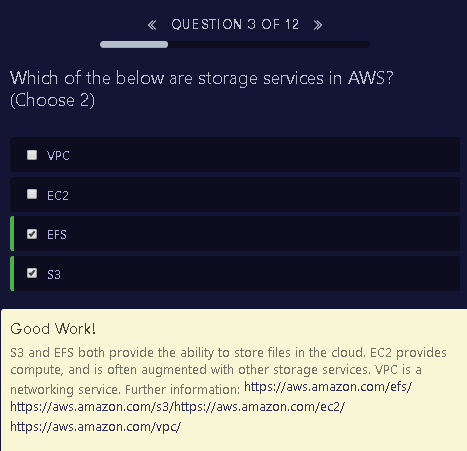 « QUESTION 3 OF 12 »
Which of the below are storage services in AWS?
(Choose 2)
VPC
EC2
EFS
S3
Good Work!
S3 and EFS both provide the ability to store files in the cloud. EC2 provides
compute, and is often augmented with other storage services. VPC is a
networking service. Further information: https://aws.amazon.com/efs/
https://aws.amazon.com/s3/https://aws.amazon.com/ec2/
https://aws.amazon.com/vpc/